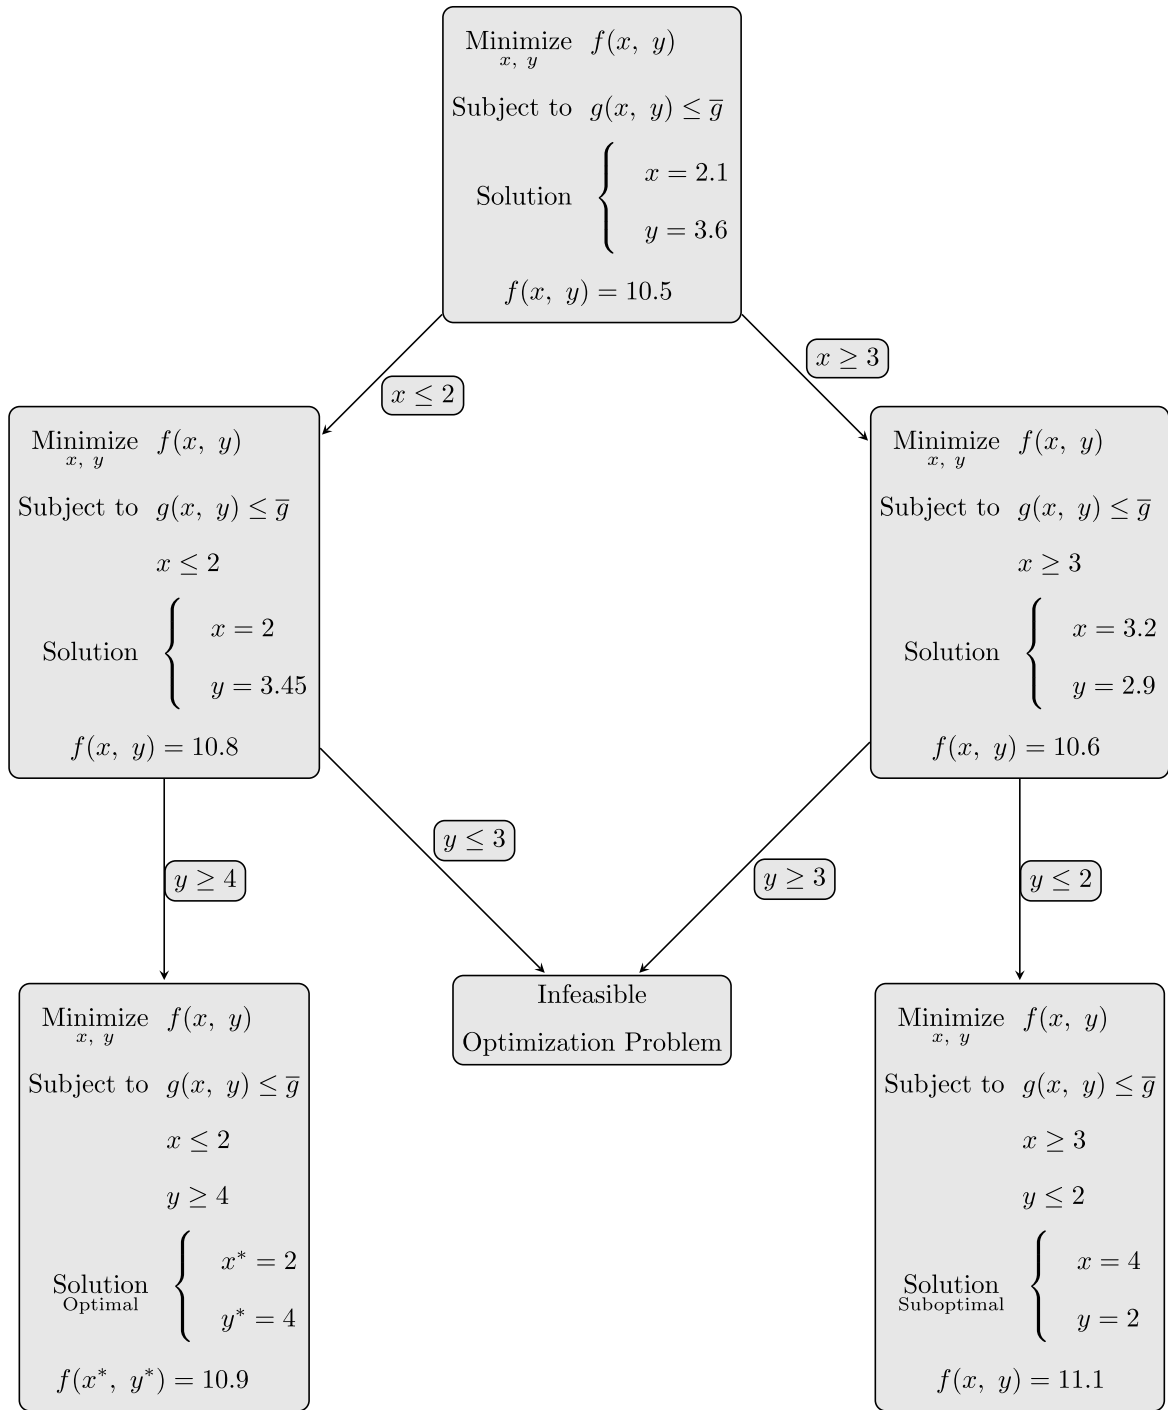 Minimize f(x, y)
x, y
Subject to g(x, y) ≤ g̅
x = 2.1
Solution {
y = 3.6
f(x, y) = 10.5
x ≤ 2
x ≥ 3
Minimize f(x, y)
x, y
Subject to g(x, y) ≤ g̅
x ≤ 2
x = 2
Solution {
y = 3.45
f(x, y) = 10.8
Minimize f(x, y)
x, y
Subject to g(x, y) ≤ g̅
x ≥ 3
x = 3.2
Solution {
y = 2.9
f(x, y) = 10.6
y ≥ 4
y ≤ 3
y ≥ 3
y ≤ 2
Minimize f(x, y)
x, y
Subject to g(x, y) ≤ g̅
x ≤ 2
y ≥ 4
x* = 2
Solution {
Optimal
y* = 4
f(x*, y*) = 10.9
Infeasible
Optimization Problem
Minimize f(x, y)
x, y
Subject to g(x, y) ≤ g̅
x ≥ 3
y ≤ 2
x = 4
Solution {
Suboptimal
y = 2
f(x, y) = 11.1